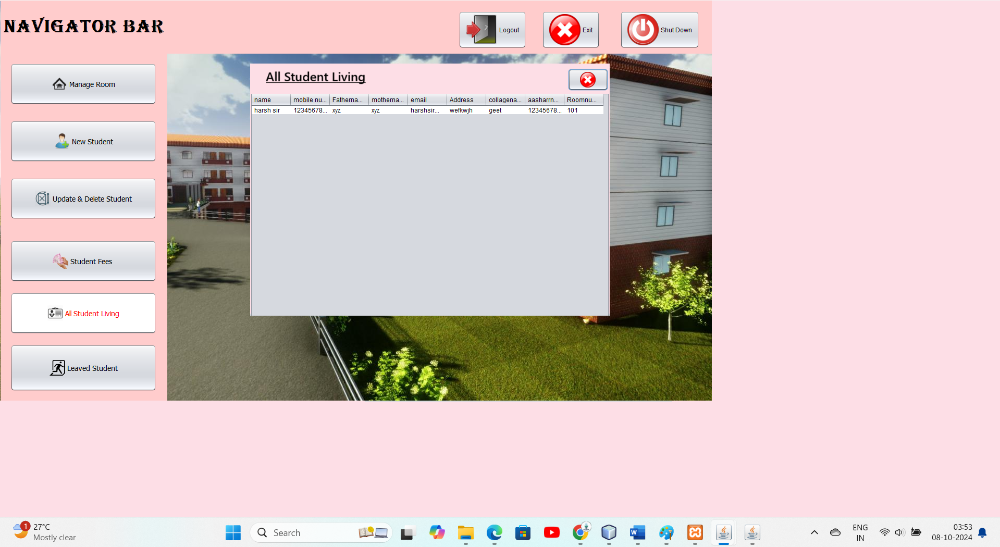 NAVIGATOR BAR
Logout
Exit
Shut Down
Manage Room
New Student
Update & Delete Student
Student Fees
All Student Living
Leaved Student
All Student Living
name mobile nu... Fatherna... motherna... email Address collagena... aasharrn... Roomnu...
harsh sir 12345678... xyz xyz harshsir... wefkwjh geet 12345678... 101
1
27°C
Mostly clear
Search
W
ENG
IN
03:53
08-10-2024